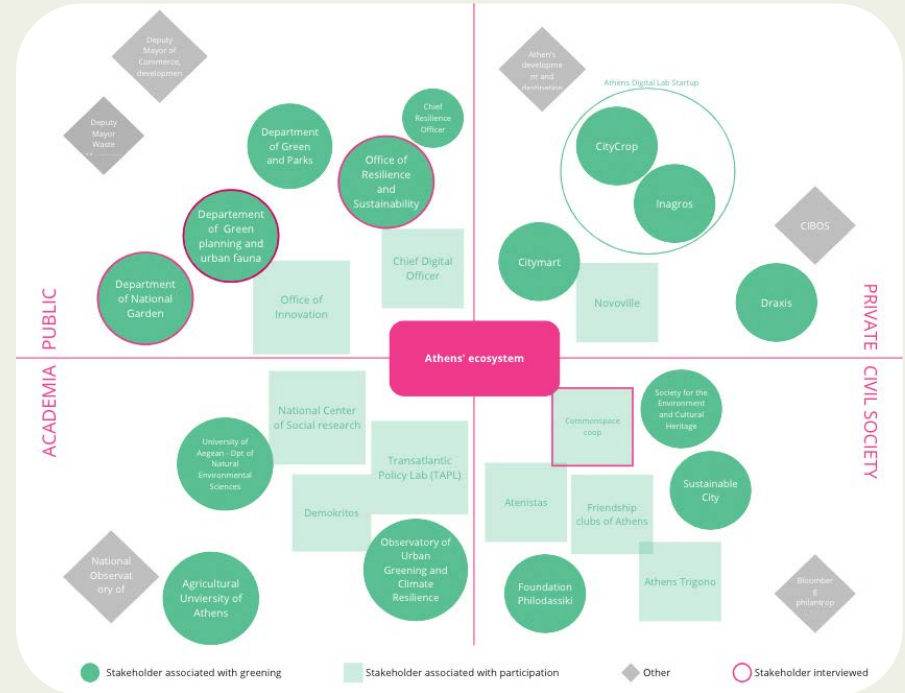 Deputy
Mayor of
Commerce,
developmen
Deputy
Mayor
Waste
Department
of Green
and Parks
Chief
Resilience
Officer
Office of
Resilience
and
Sustainability
Departement
of Green
planning and
urban fauna
Department
of National
Garden
Office of
Innovation
Chief Digital
Officer
PUBLIC
Athen's
developme
nt and
Athens Digital Lab Startup
CityCrop
Inagros
CIBOS
Citymart
Novoville
Draxis
PRIVATE
Athens' ecosystem
ACADEMIA
National Center
of Social research
University of
Aegean - Dpt of
Natural
Environmental
Sciences
Transatlantic
Policy Lab (TAPL)
Demokritos
Observatory of
Urban
Greening and
Climate
Resilience
National
Observat
ory of
Agricultural
Unviersity of
Athens
CIVIL SOCIETY
Commonspace
coop
Society for the
Environment
and Cultural
Heritage
Sustainable
City
Atenistas
Friendship
clubs of Athens
Athens Trigono
Foundation
Philodassiki
Bloomber
g
philantrop
Stakeholder associated with greening
Stakeholder associated with participation
Other
Stakeholder interviewed